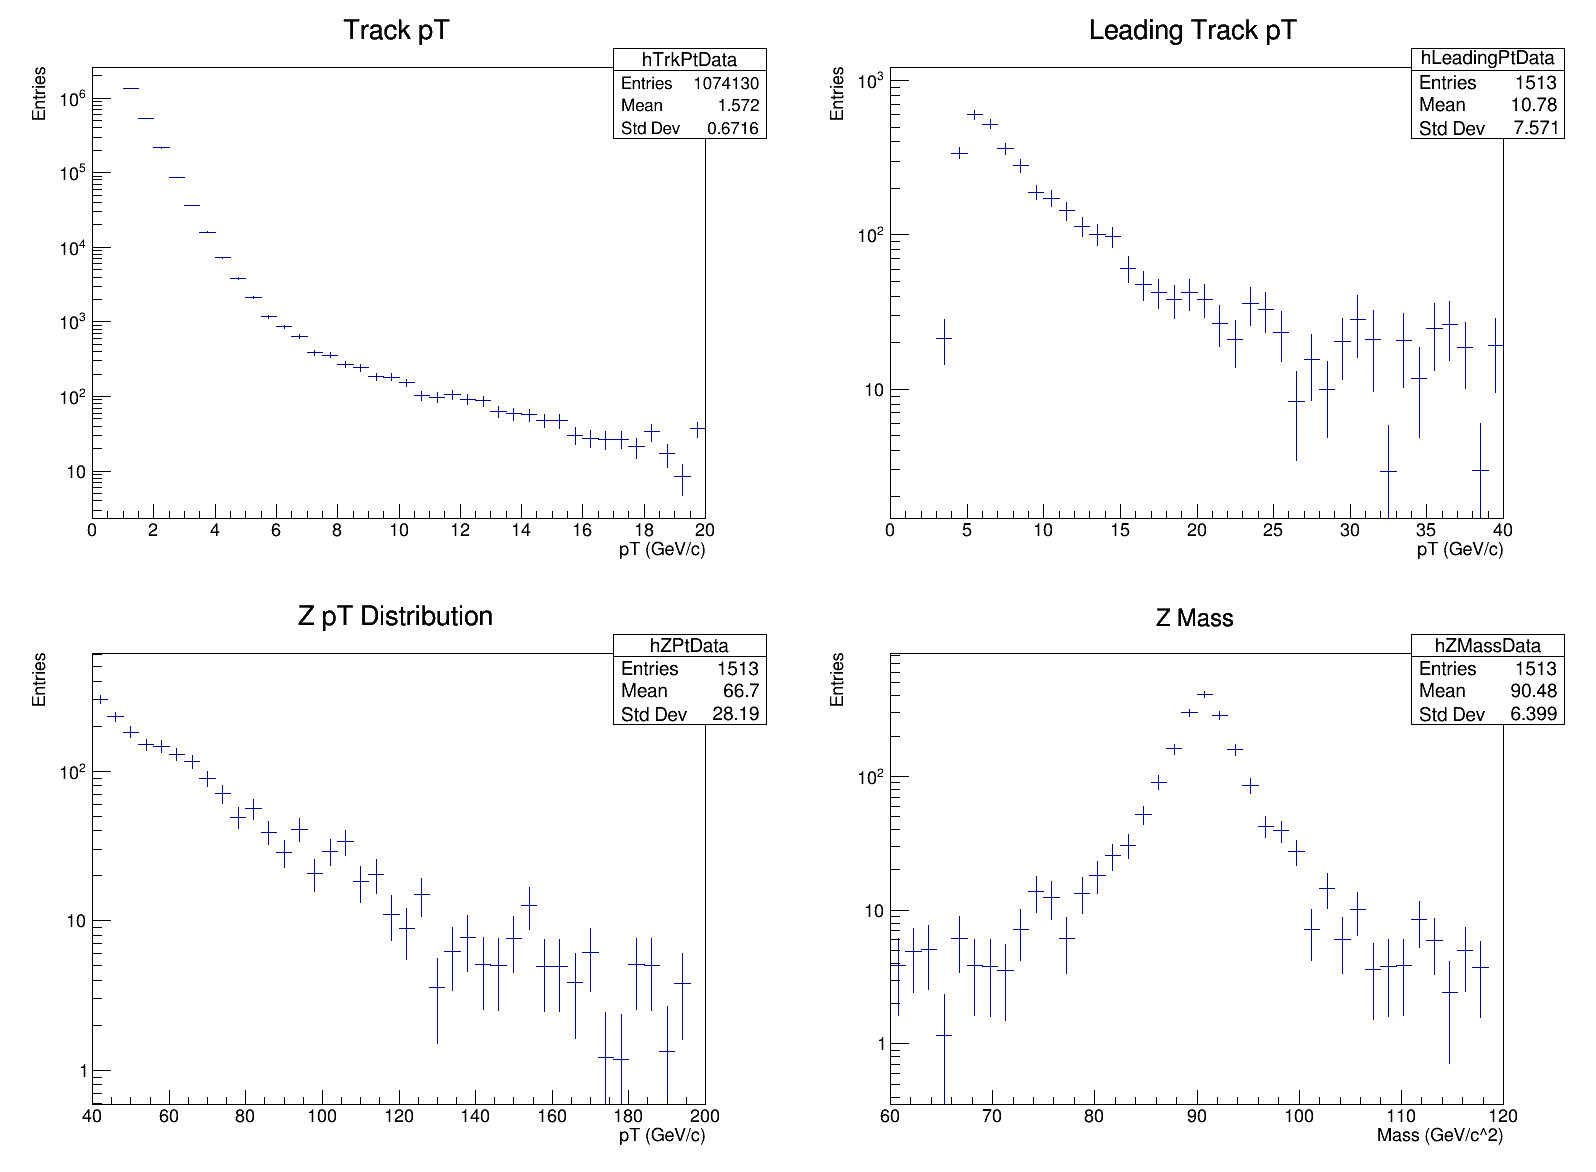 Track pT
Entries
hTrkPtData
Entries 1074130
Mean 1.572
Std Dev 0.6716
10^6
10^5
10^4
10^3
10^2
10
0 2 4 6 8 10 12 14 16 18 20
pT (GeV/c)
Leading Track pT
Entries
hLeadingPtData
Entries 1513
Mean 10.78
Std Dev 7.571
10^3
10^2
10
0 5 10 15 20 25 30 35 40
pT (GeV/c)
Z pT Distribution
Entries
hZPtData
Entries 1513
Mean 66.7
Std Dev 28.19
10^2
10
1
40 60 80 100 120 140 160 180 200
pT (GeV/c)
Z Mass
Entries
hZMassData
Entries 1513
Mean 90.48
Std Dev 6.399
10^2
10
1
60 70 80 90 100 110 120
Mass (GeV/c^2)